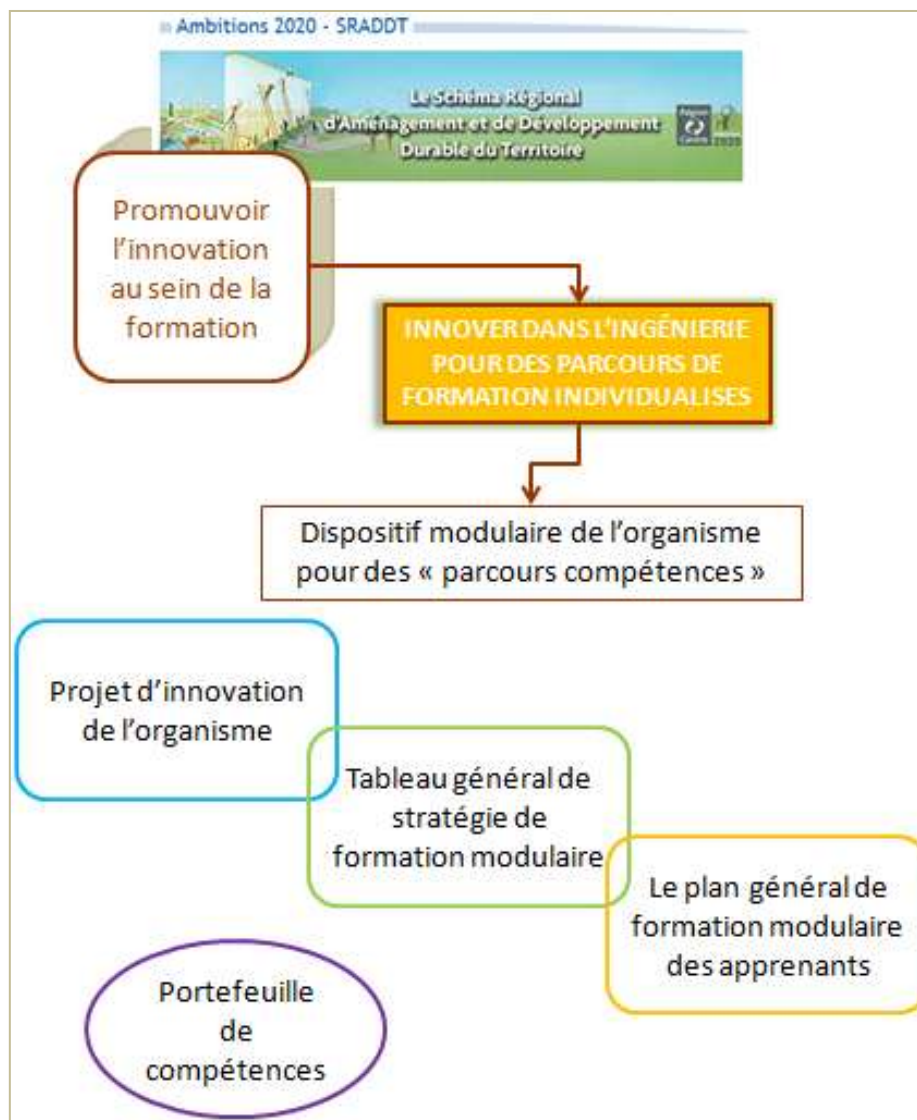 Ambitions 2020 - SRADDT
Le Schéma Régional
d'Aménagement et de Développement
Durable du Territoire
2020
Promouvoir
l'innovation
au sein de la
formation
INNOVER DANS L'INGÉNIERIE
POUR DES PARCOURS DE
FORMATION INDIVIDUALISES
Dispositif modulaire de l'organisme
pour des « parcours compétences »
Projet d'innovation
de l'organisme
Tableau général de
stratégie de
formation modulaire
Le plan général de
formation modulaire
des apprenants
Portefeuille
de
compétences